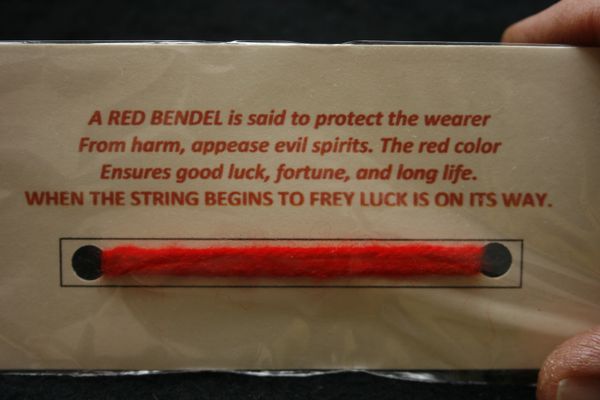 A RED BENDEL is said to protect the wearer
From harm, appease evil spirits. The red color
Ensures good luck, fortune, and long life.
WHEN THE STRING BEGINS TO FREY LUCK IS ON ITS WAY.